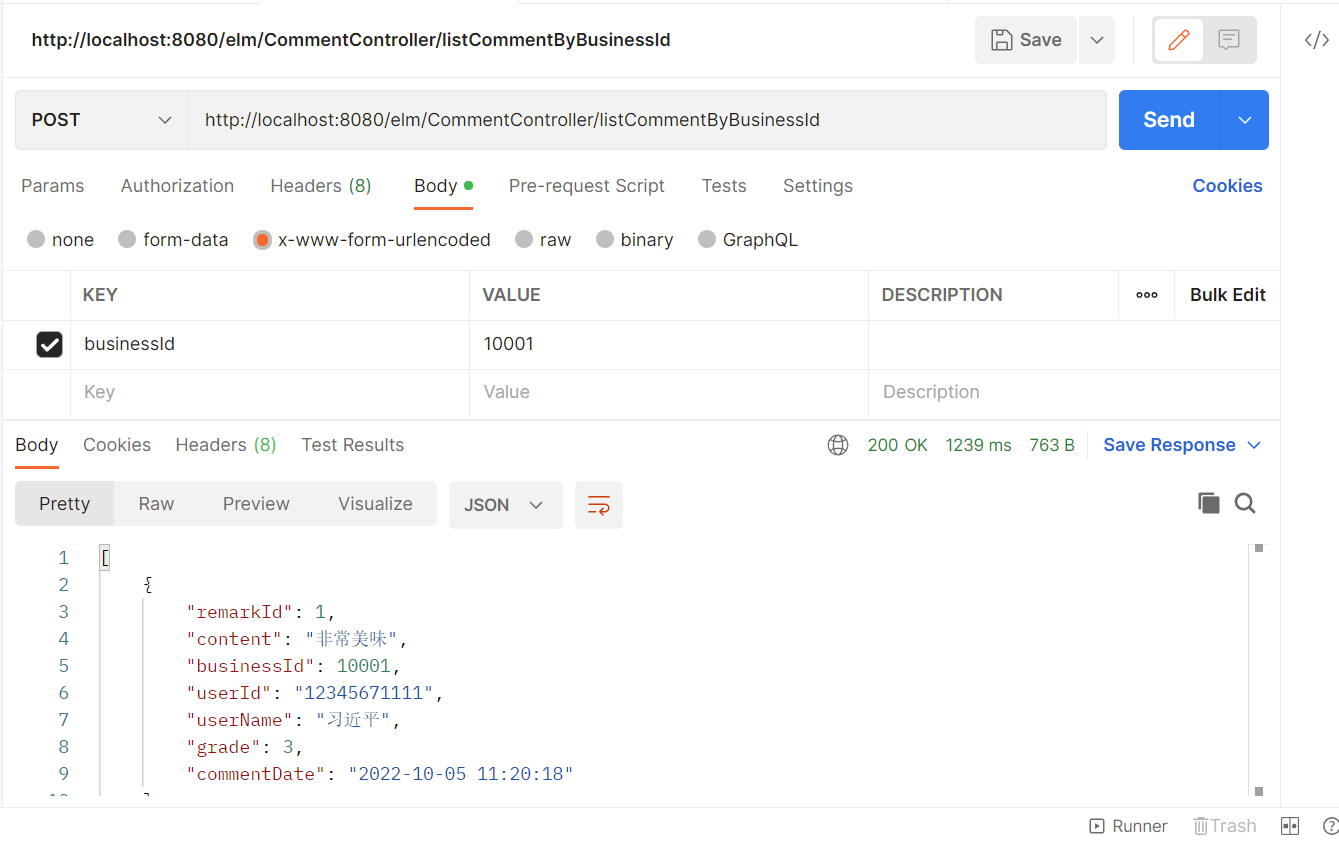 http://localhost:8080/elm/CommentController/listCommentByBusinessId
Save
POST
http://localhost:8080/elm/CommentController/listCommentByBusinessId
Send
Params Authorization Headers (8) Body Pre-request Script Tests Settings Cookies
none form-data x-www-form-urlencoded raw binary GraphQL
KEY VALUE DESCRIPTION Bulk Edit
businessId 10001
Key Value Description
Body Cookies Headers (8) Test Results 200 OK 1239 ms 763 B Save Response
Pretty Raw Preview Visualize JSON
1 [
2 {
3 "remarkId": 1,
4 "content": "非常美味",
5 "businessId": 10001,
6 "userId": "12345671111",
7 "userName": "习近平",
8 "grade": 3,
9 "commentDate": "2022-10-05 11:20:18"
Runner Trash